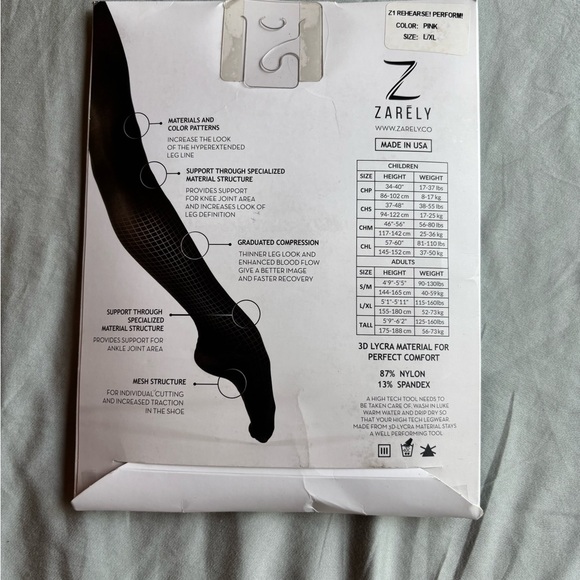 Z1 REHEARSE! PERFORM!
COLOR: PINK
SIZE: L/XL
ZARĒLY
WWW.ZARELY.CO
MADE IN USA
MATERIALS AND
COLOR PATTERNS
INCREASE THE LOOK
OF THE HYPEREXTENDED
LEG LINE
SUPPORT THROUGH SPECIALIZED
MATERIAL STRUCTURE
PROVIDES SUPPORT
FOR KNEE JOINT AREA
AND INCREASES LOOK OF
LEG DEFINITION
GRADUATED COMPRESSION
THINNER LEG LOOK AND
ENHANCED BLOOD FLOW
GIVE A BETTER IMAGE
AND FASTER RECOVERY
SUPPORT THROUGH
SPECIALIZED
MATERIAL STRUCTURE
PROVIDES SUPPORT FOR
ANKLE JOINT AREA
MESH STRUCTURE
FOR INDIVIDUAL CUTTING
AND INCREASED TRACTION
IN THE SHOE
CHILDREN
SIZE HEIGHT WEIGHT
CHP 34-40" 17-37 lbs
86-102 cm 8-17 kg
CHS 37-48" 38-55 lbs
94-122 cm 17-25 kg
CHM 46"-56" 56-80 lbs
117-142 cm 25-36 kg
CHL 57-60" 81-110 lbs
145-152 cm 37-50 kg
ADULTS
SIZE HEIGHT WEIGHT
S/M 4'9"-5'5" 90-130lbs
144-165 cm 40-59 kg
L/XL 5'1"-5'11" 115-160lbs
155-180 cm 52-73 kg
TALL 5'9"-6'2" 125-160lbs
175-188 cm 56-73 kg
3D LYCRA MATERIAL FOR
PERFECT COMFORT
87% NYLON
13% SPANDEX
A HIGH TECH TOOL NEEDS TO
BE TAKEN CARE OF. WASH IN LUKE
WARM WATER AND DRIP DRY SO
THAT YOUR HIGH TECH LEGWEAR
MADE FROM 3D-LYCRA MATERIAL STAYS
A WELL PERFORMING TOOL.